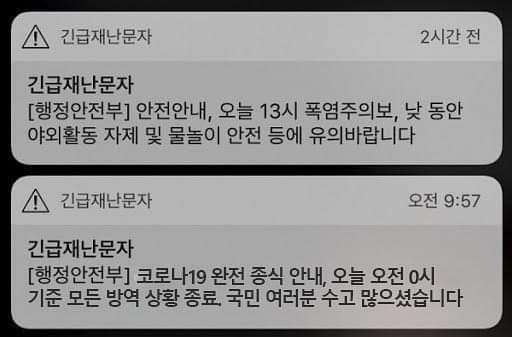 긴급재난문자 2시간 전
긴급재난문자
[행정안전부] 안전안내, 오늘 13시 폭염주의보, 낮 동안
야외활동 자제 및 물놀이 안전 등에 유의바랍니다
긴급재난문자 오전 9:57
긴급재난문자
[행정안전부] 코로나19 완전 종식 안내, 오늘 오전 0시
기준 모든 방역 상황 종료. 국민 여러분 수고 많으셨습니다